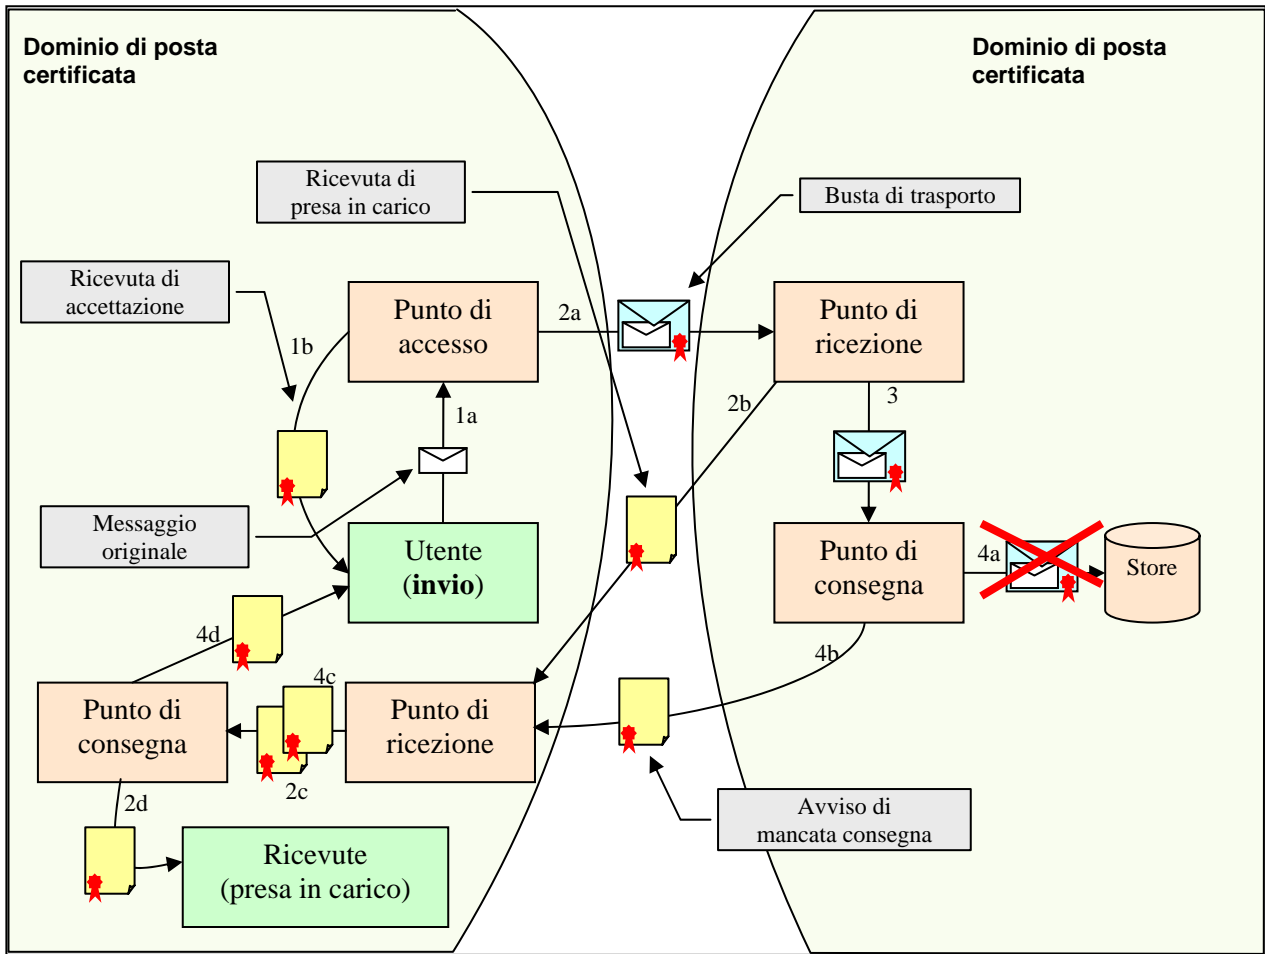 Dominio di posta
certificata
Dominio di posta
certificata
Ricevuta di
presa in carico
Busta di trasporto
Ricevuta di
accettazione
Punto di
accesso
2a
Punto di
ricezione
1b
1a
2b
3
Messaggio
originale
Utente
(invio)
Punto di
consegna
4a
Store
4d
4b
4c
Punto di
consegna
Punto di
ricezione
2c
2d
Avviso di
mancata consegna
Ricevute
(presa in carico)